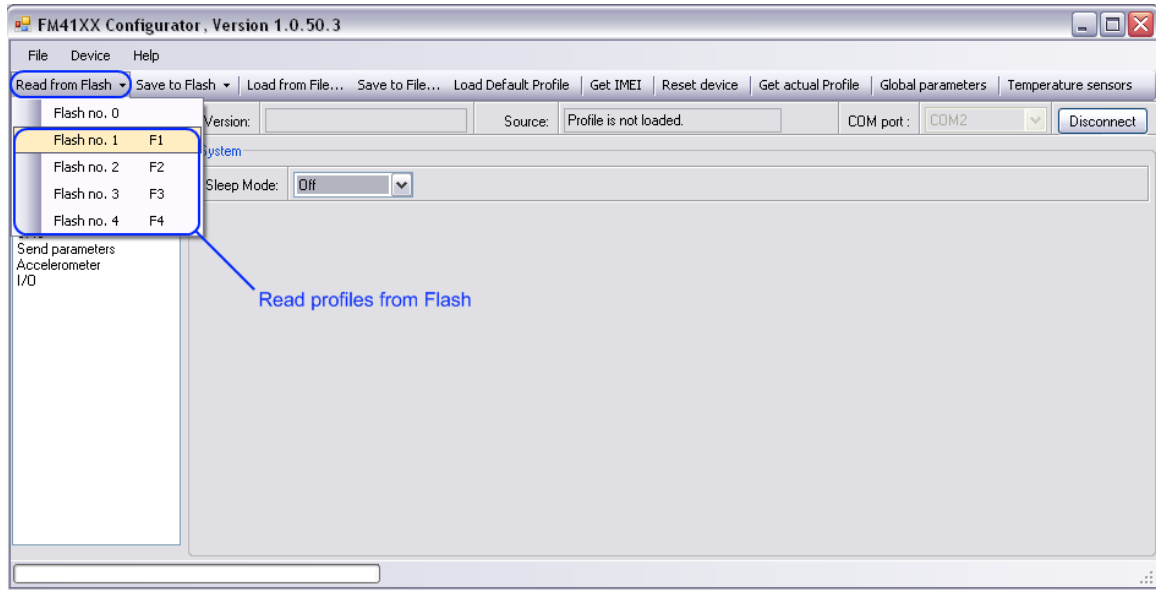 FM41XX Configurator, Version 1.0.50.3
File Device Help
Read from Flash Save to Flash Load from File... Save to File... Load Default Profile Get IMEI Reset device Get actual Profile Global parameters Temperature sensors
Flash no. 0
Version: Source: Profile is not loaded. COM port : COM2 Disconnect
Flash no. 1 F1
System
Flash no. 2 F2
Sleep Mode: Off
Flash no. 3 F3
Flash no. 4 F4
Send parameters
Accelerometer
I/O
Read profiles from Flash